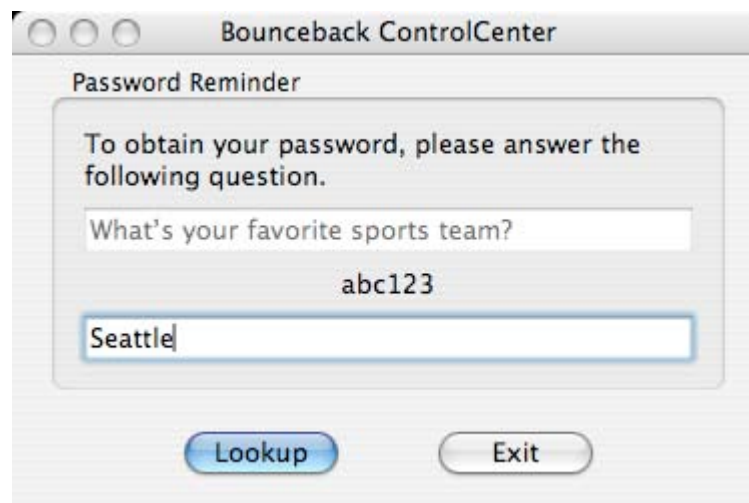 Bounceback ControlCenter
Password Reminder
To obtain your password, please answer the
following question.
What's your favorite sports team?
abc123
Seattle
Lookup
Exit